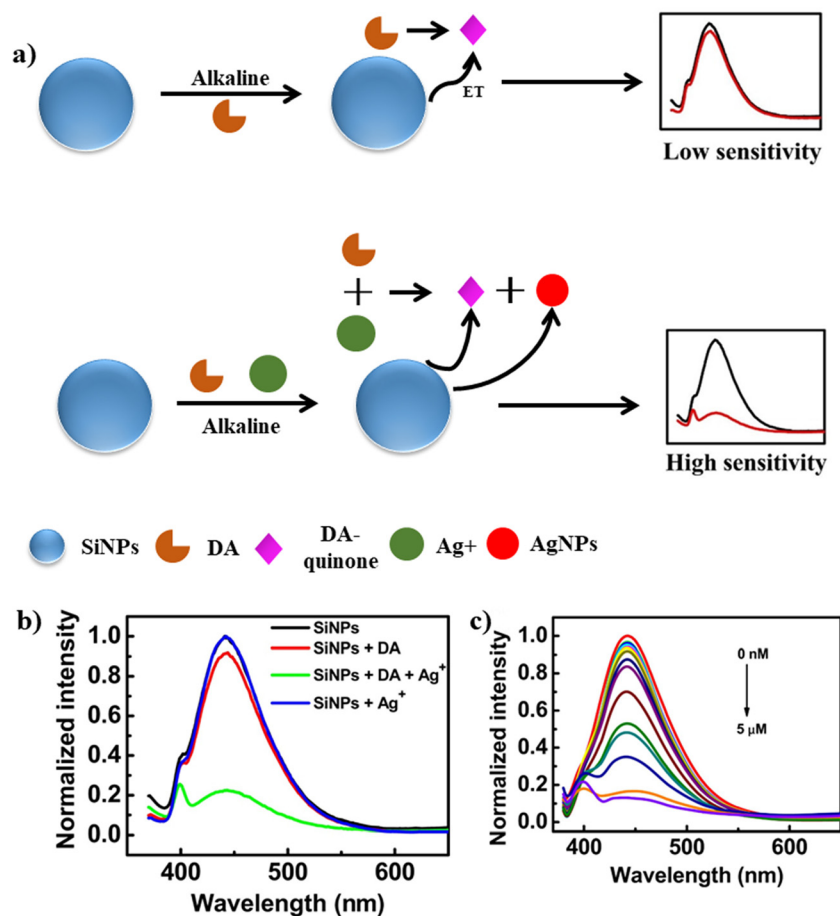 a)
Alkaline
ET
Low sensitivity
Alkaline
High sensitivity
SiNPs
DA
DA-
quinone
Ag+
AgNPs
b)
Normalized intensity
1.0
0.8
0.6
0.4
0.2
0.0
SiNPs
SiNPs + DA
SiNPs + DA + Ag⁺
SiNPs + Ag⁺
400
500
600
Wavelength (nm)
c)
Normalized intensity
1.0
0.8
0.6
0.4
0.2
0.0
0 nM
5 μM
400
500
600
Wavelength (nm)